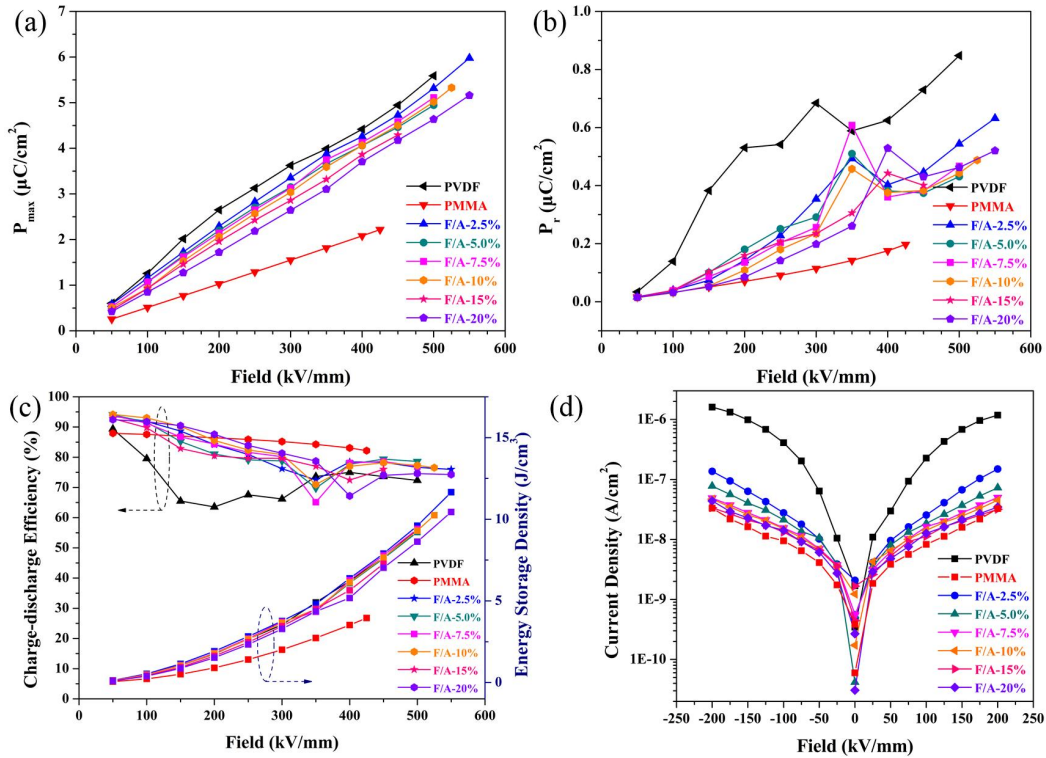 (a)
7
6
5
4
3
2
1
0
P max (μC/cm²)
0 100 200 300 400 500 600
Field (kV/mm)
PVDF
PMMA
F/A-2.5%
F/A-5.0%
F/A-7.5%
F/A-10%
F/A-15%
F/A-20%
(b)
1.0
0.8
0.6
0.4
0.2
0.0
P r (μC/cm²)
0 100 200 300 400 500 600
Field (kV/mm)
PVDF
PMMA
F/A-2.5%
F/A-5.0%
F/A-7.5%
F/A-10%
F/A-15%
F/A-20%
(c)
100
90
80
70
60
50
40
30
20
10
0
Charge-discharge Efficiency (%)
15
10
5
0
Energy Storage Density (J/cm³)
0 100 200 300 400 500 600
Field (kV/mm)
PVDF
PMMA
F/A-2.5%
F/A-5.0%
F/A-7.5%
F/A-10%
F/A-15%
F/A-20%
(d)
1E-6
1E-7
1E-8
1E-9
1E-10
Current Density (A/cm²)
-250 -200 -150 -100 -50 0 50 100 150 200 250
Field (kV/mm)
PVDF
PMMA
F/A-2.5%
F/A-5.0%
F/A-7.5%
F/A-10%
F/A-15%
F/A-20%